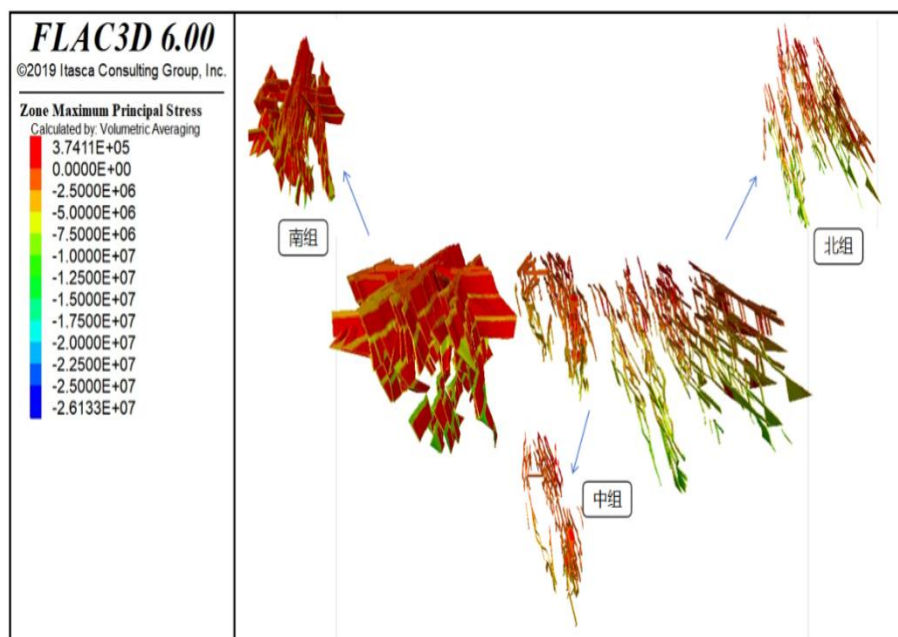 FLAC3D 6.00
©2019 Itasca Consulting Group, Inc.
Zone Maximum Principal Stress
Calculated by: Volumetric Averaging
3.7411E+05
0.0000E+00
-2.5000E+06
-5.0000E+06
-7.5000E+06
-1.0000E+07
-1.2500E+07
-1.5000E+07
-1.7500E+07
-2.0000E+07
-2.2500E+07
-2.5000E+07
-2.6133E+07
南组
北组
中组